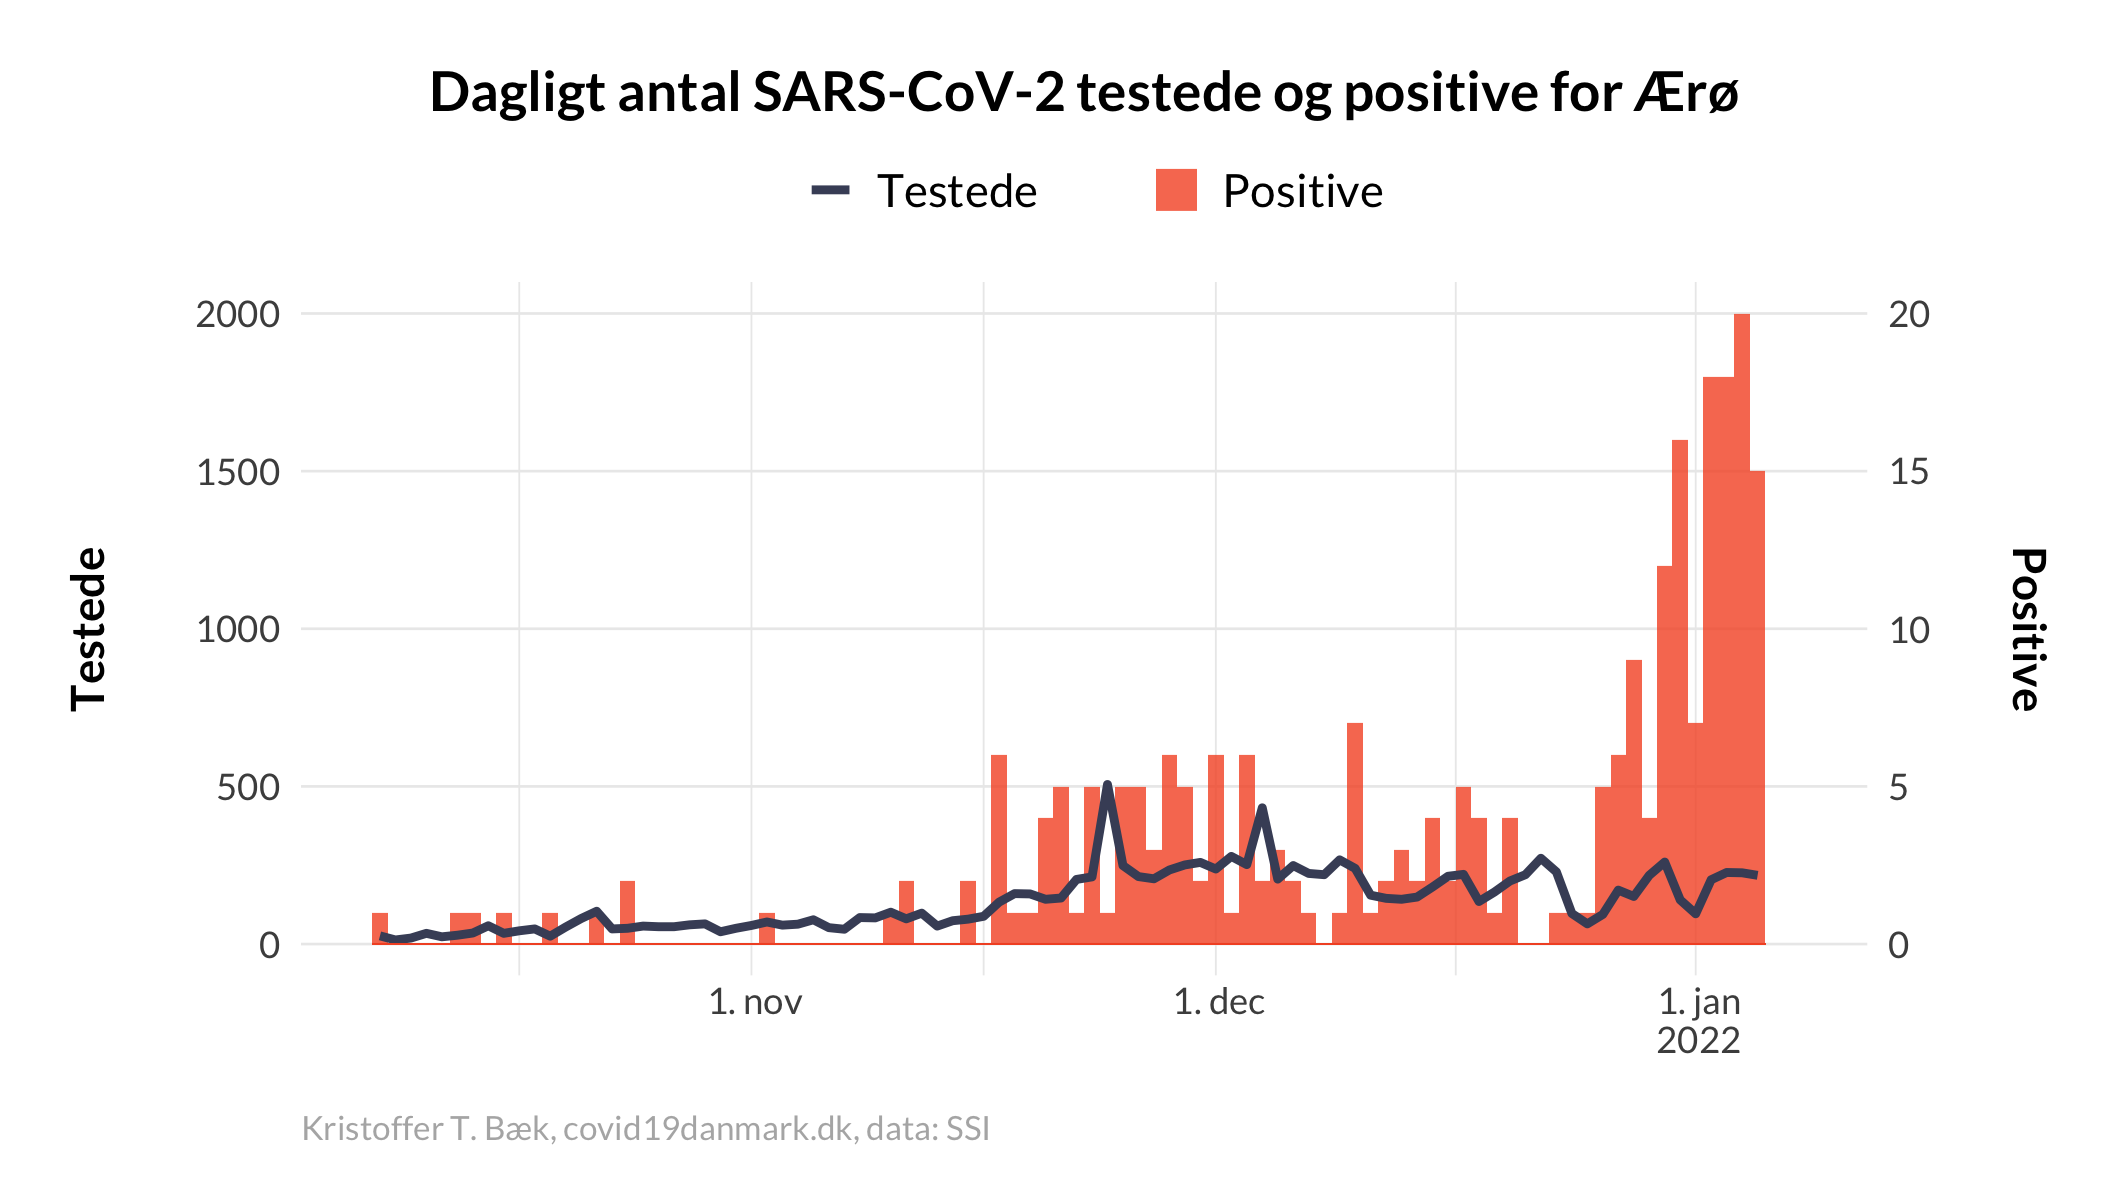 Dagligt antal SARS-CoV-2 testede og positive for Ærø
Testede
Positive
2000
1500
1000
500
0
20
15
10
5
0
Testede
Positive
1. nov
1. dec
1. jan
2022
Kristoffer T. Bæk, covid19danmark.dk, data: SSI